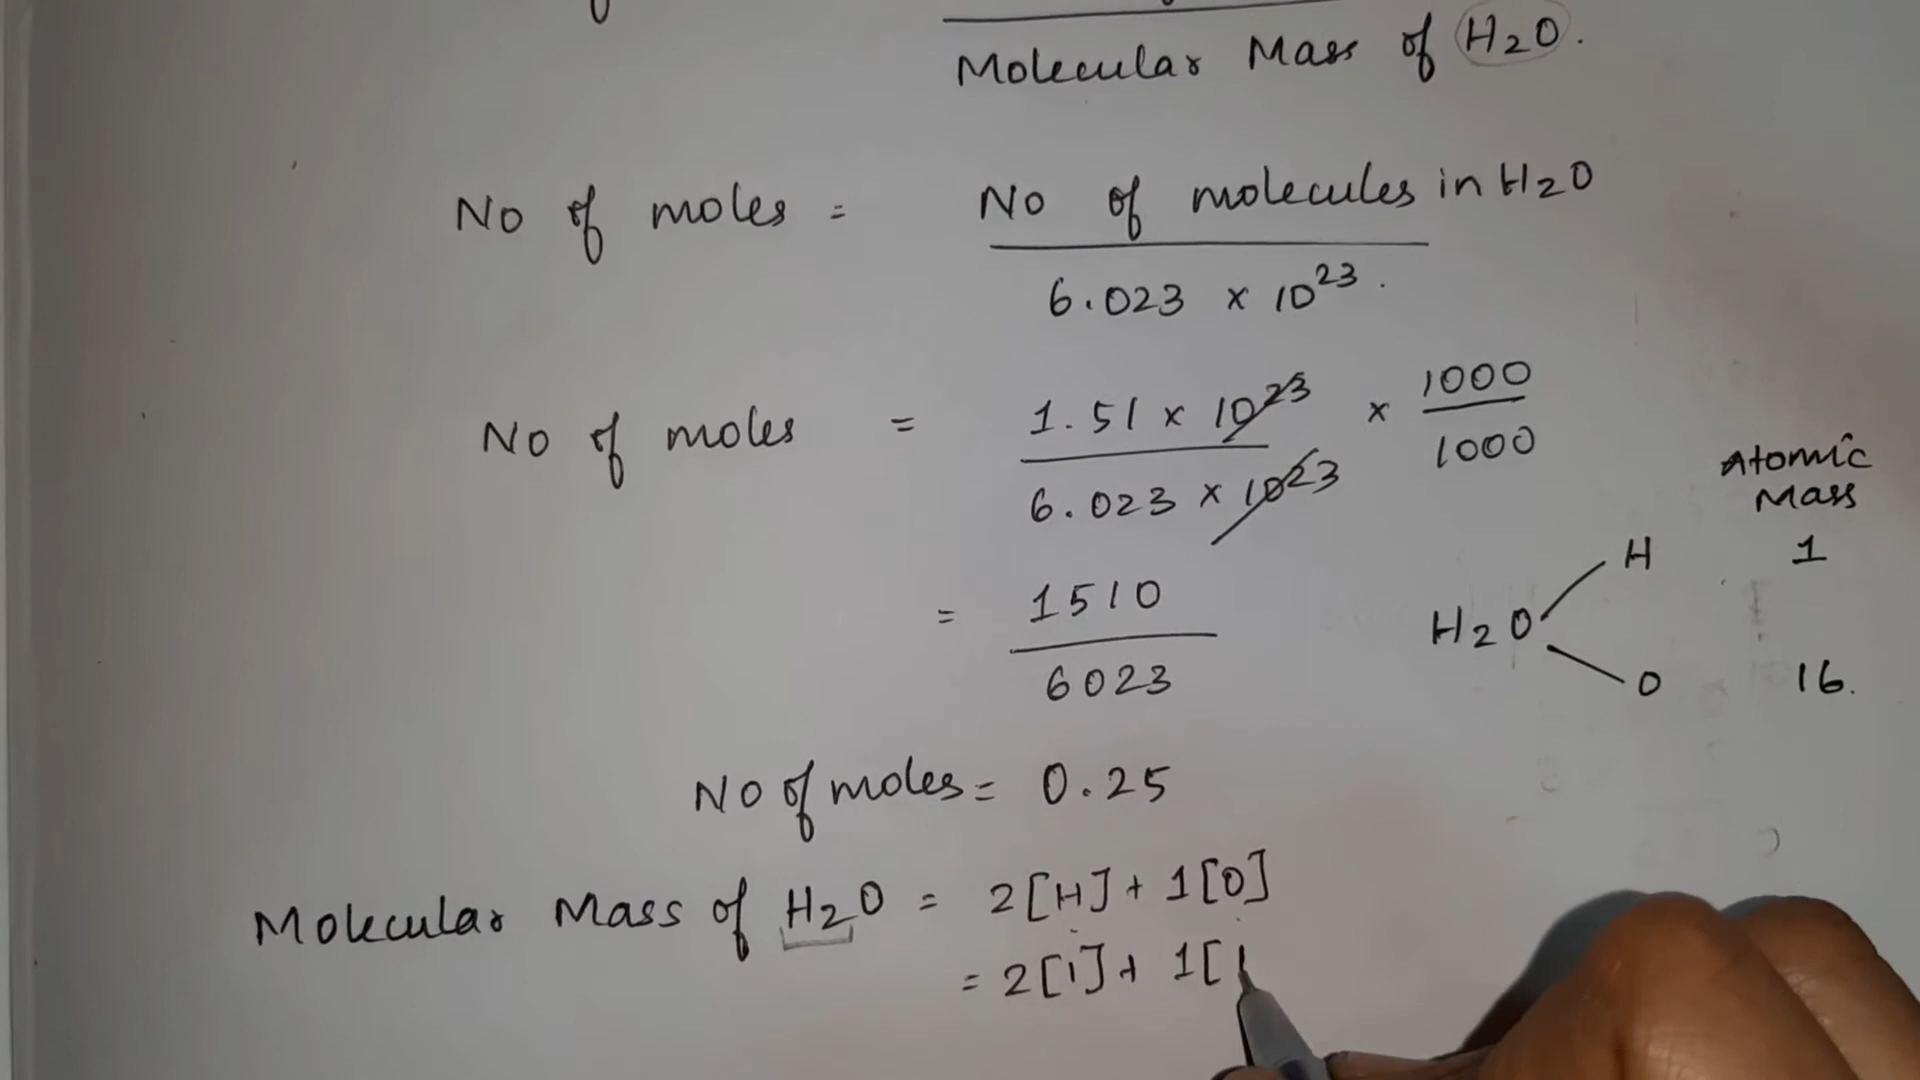 Molecular Mass of H2O.
No of moles = No of molecules in H2O
6.023 x 10^23.
No of moles = 1.51 x 10^23 x 1000
6.023 x 10^23 1000
Atomic
Mass
= 1510
6023
H2O
H 1
O 16.
No of moles = 0.25
Molecular Mass of H2O = 2[H] + 1[O]
= 2[1] + 1[1